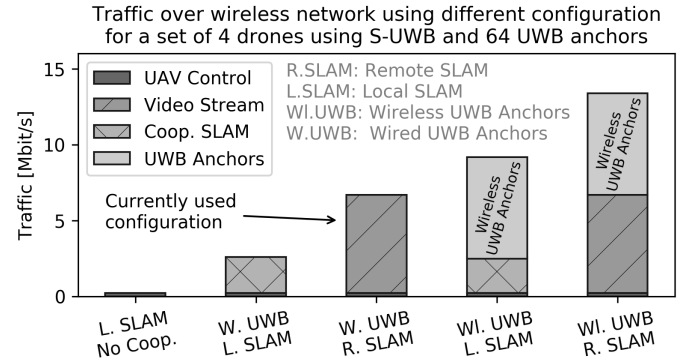 Traffic over wireless network using different configuration
for a set of 4 drones using S-UWB and 64 UWB anchors
Traffic [Mbit/s]
15
10
5
0
UAV Control
Video Stream
Coop. SLAM
UWB Anchors
R.SLAM: Remote SLAM
L.SLAM: Local SLAM
Wl.UWB: Wireless UWB Anchors
W.UWB: Wired UWB Anchors
Currently used
configuration
Wireless
UWB Anchors
Wireless
UWB Anchors
L. SLAM
No Coop.
W. UWB
L. SLAM
W. UWB
R. SLAM
Wl. UWB
L. SLAM
Wl. UWB
R. SLAM